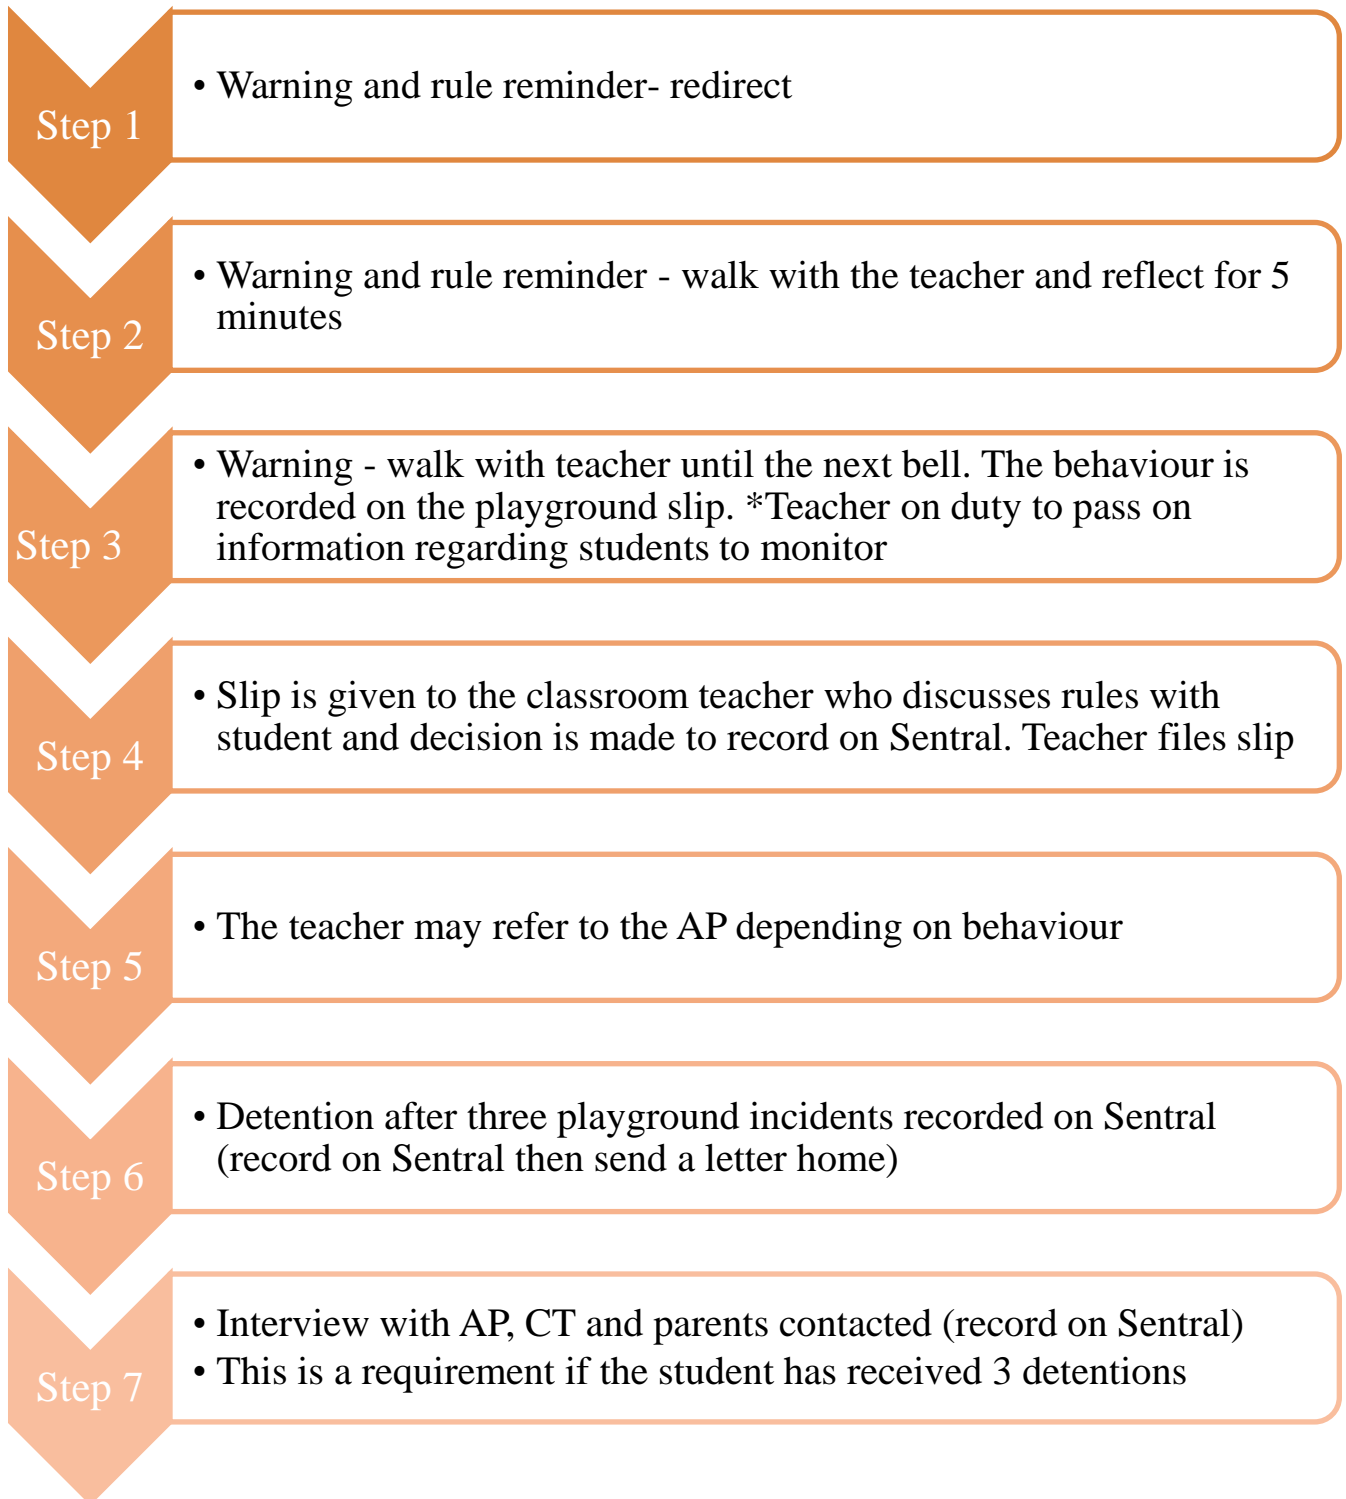 Step 1
• Warning and rule reminder- redirect
Step 2
• Warning and rule reminder - walk with the teacher and reflect for 5
minutes
Step 3
• Warning - walk with teacher until the next bell. The behaviour is
recorded on the playground slip. *Teacher on duty to pass on
information regarding students to monitor
Step 4
• Slip is given to the classroom teacher who discusses rules with
student and decision is made to record on Sentral. Teacher files slip
Step 5
• The teacher may refer to the AP depending on behaviour
Step 6
• Detention after three playground incidents recorded on Sentral
(record on Sentral then send a letter home)
Step 7
• Interview with AP, CT and parents contacted (record on Sentral)
• This is a requirement if the student has received 3 detentions